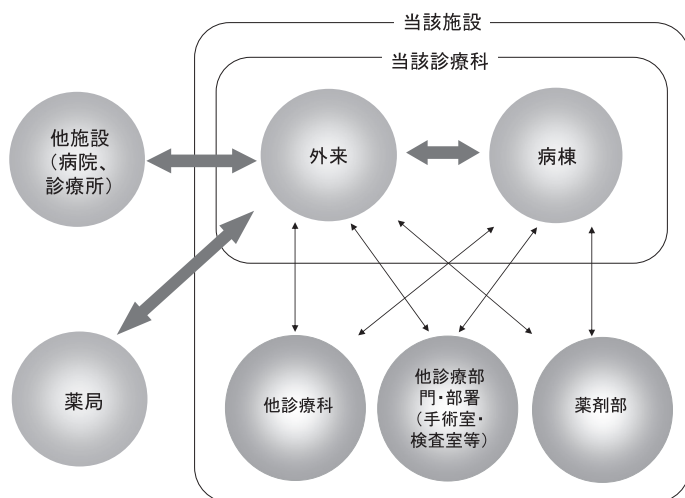 当該施設
当該診療科
他施設
（病院、
診療所）
外来
病棟
薬局
他診療科
他診療部
門・部署
（手術室・
検査室等）
薬剤部